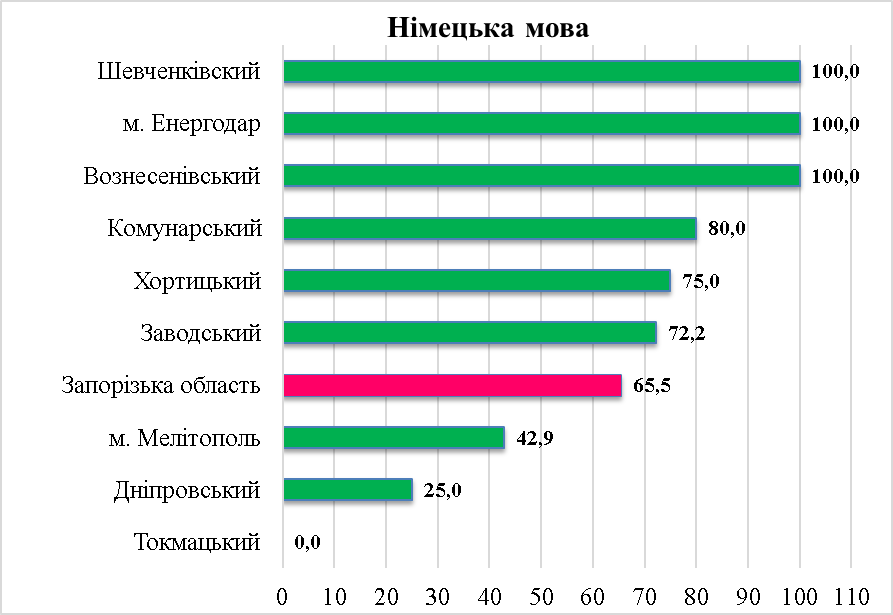 Німецька мова
Шевченківский 100,0
м. Енергодар 100,0
Вознесенівський 100,0
Комунарський 80,0
Хортицький 75,0
Заводський 72,2
Запорізька область 65,5
м. Мелітополь 42,9
Дніпровський 25,0
Токмацький 0,0
0 10 20 30 40 50 60 70 80 90 100 110